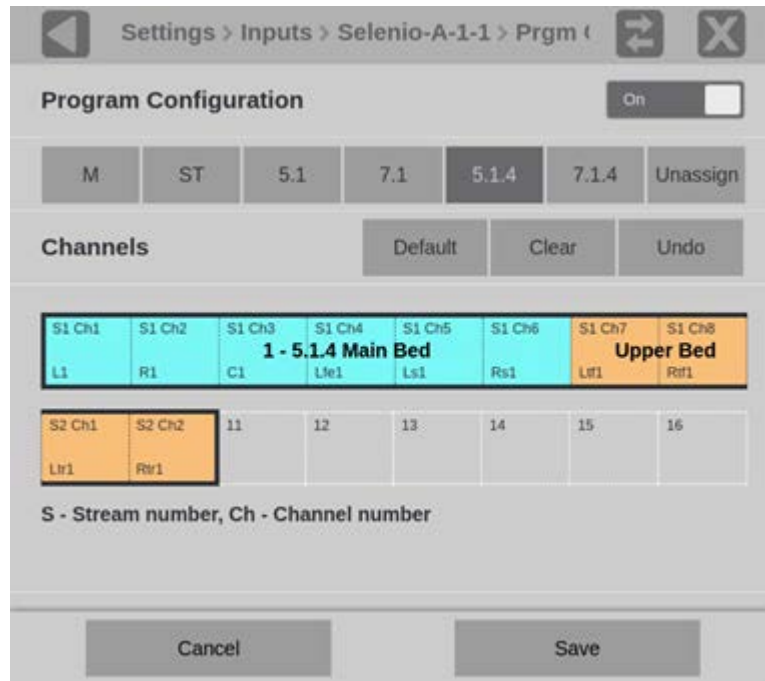 Settings > Inputs > Selenio-A-1-1 > Prgm (
Program Configuration On
M ST 5.1 7.1 5.1.4 7.1.4 Unassign
Channels Default Clear Undo
S1 Ch1 S1 Ch2 S1 Ch3 S1 Ch4 S1 Ch5 S1 Ch6 S1 Ch7 S1 Ch8
1 - 5.1.4 Main Bed Upper Bed
L1 R1 C1 Lfe1 Ls1 Rs1 Ltf1 Rtf1
S2 Ch1 S2 Ch2 11 12 13 14 15 16
Ltr1 Rtr1
S - Stream number, Ch - Channel number
Cancel Save